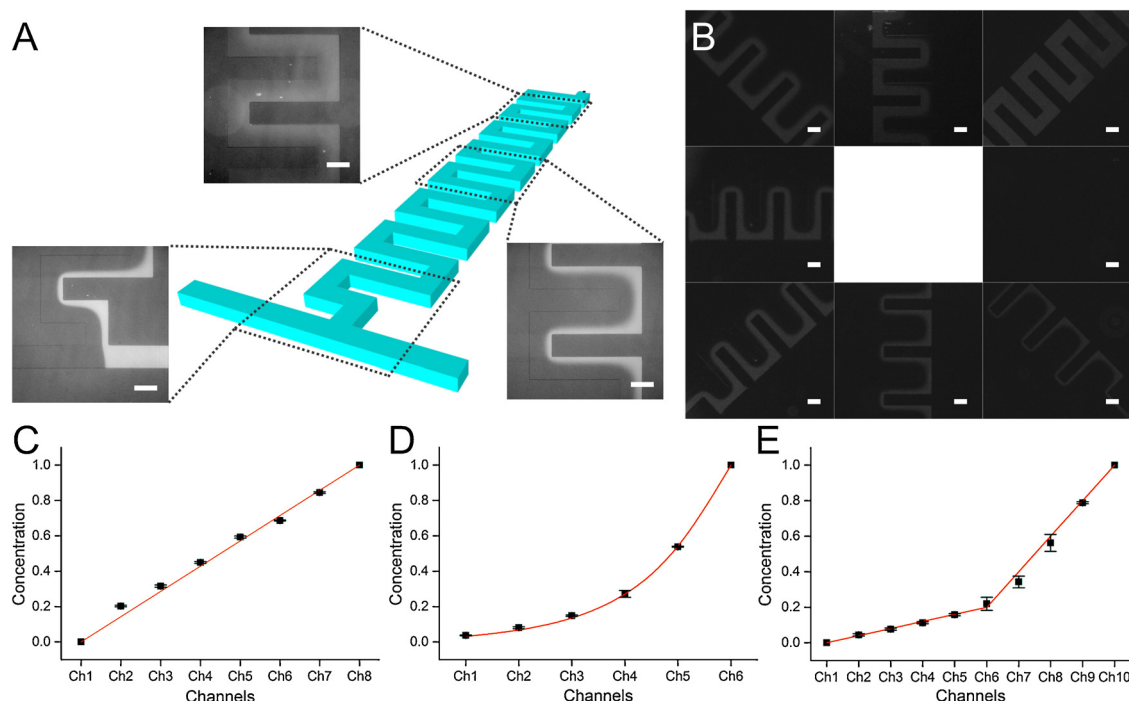 A
B
C
D
E
Concentration
1.0
0.8
0.6
0.4
0.2
0.0
Ch1 Ch2 Ch3 Ch4 Ch5 Ch6 Ch7 Ch8
Channels
Concentration
1.0
0.8
0.6
0.4
0.2
0.0
Ch1 Ch2 Ch3 Ch4 Ch5 Ch6
Channels
Concentration
1.0
0.8
0.6
0.4
0.2
0.0
Ch1 Ch2 Ch3 Ch4 Ch5 Ch6 Ch7 Ch8 Ch9 Ch10
Channels